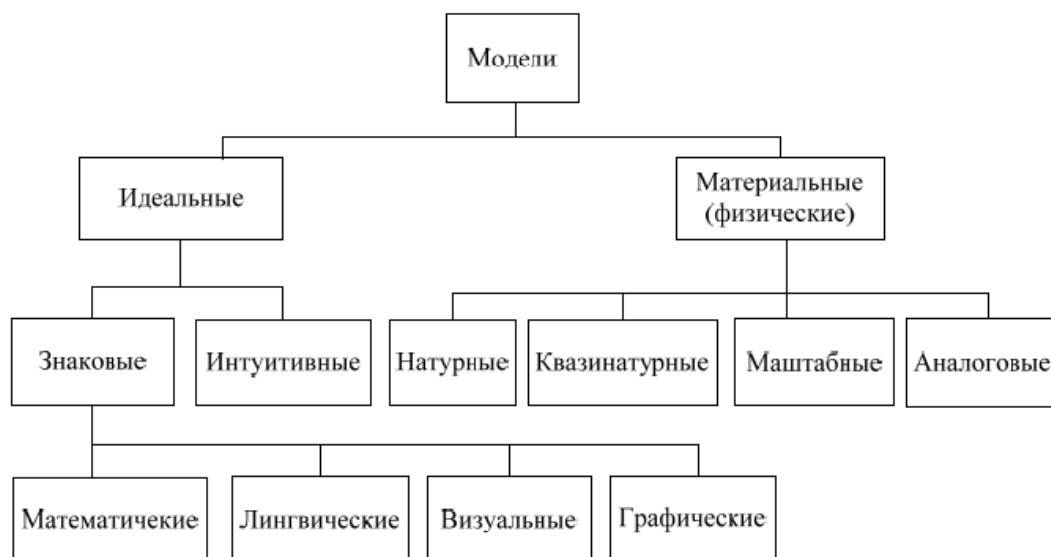 Модели
Идеальные
Материальные
(физические)
Знаковые
Интуитивные
Натурные
Квазинатурные
Маштабные
Аналоговые
Математичекие
Лингвические
Визуальные
Графические